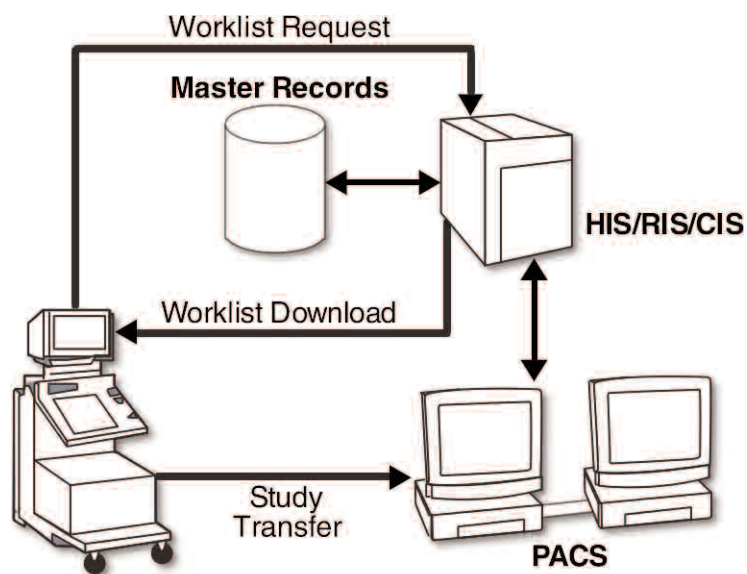 Worklist Request
Master Records
HIS/RIS/CIS
Worklist Download
Study
Transfer
PACS